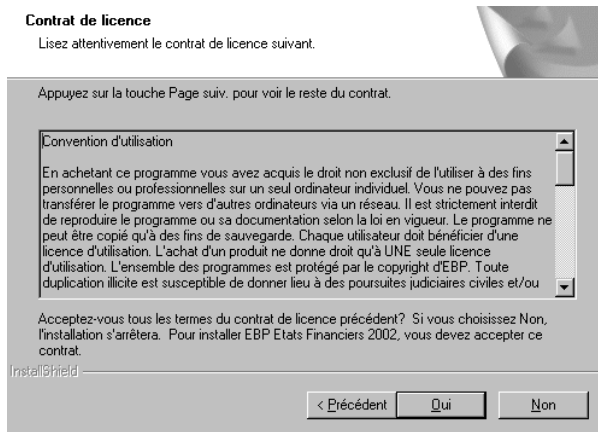 Contrat de licence
Lisez attentivement le contrat de licence suivant.
Appuyez sur la touche Page suiv. pour voir le reste du contrat.
Convention d'utilisation
En achetant ce programme vous avez acquis le droit non exclusif de l'utiliser à des fins
personnelles ou professionnelles sur un seul ordinateur individuel. Vous ne pouvez pas
transférer le programme vers d'autres ordinateurs via un réseau. Il est strictement interdit
de reproduire le programme ou sa documentation selon la loi en vigueur. Le programme ne
peut être copié qu'à des fins de sauvegarde. Chaque utilisateur doit bénéficier d'une
licence d'utilisation. L'achat d'un produit ne donne droit qu'à UNE seule licence
d'utilisation. L'ensemble des programmes est protégé par le copyright d'EBP. Toute
duplication illicite est susceptible de donner lieu à des poursuites judiciaires civiles et/ou
Acceptez-vous tous les termes du contrat de licence précédent? Si vous choisissez Non,
l'installation s'arrêtera. Pour installer EBP Etats Financiers 2002, vous devez accepter ce
contrat.
InstallShield
< Précédent Oui Non